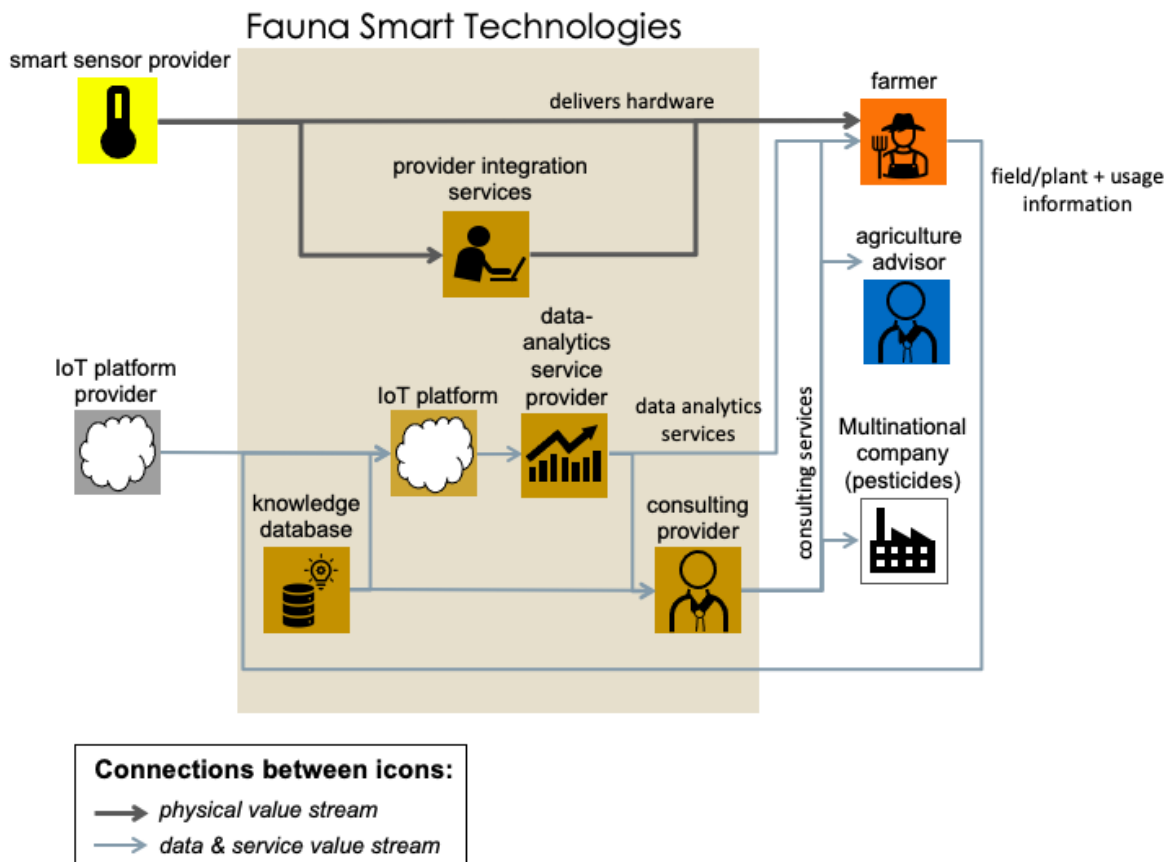 Fauna Smart Technologies
smart sensor provider
delivers hardware
farmer
provider integration
services
field/plant + usage
information
agriculture
advisor
data-
analytics
service
provider
IoT platform
provider
IoT platform
data analytics
services
consulting services
Multinational
company
(pesticides)
knowledge
database
consulting
provider
Connections between icons:
physical value stream
data & service value stream